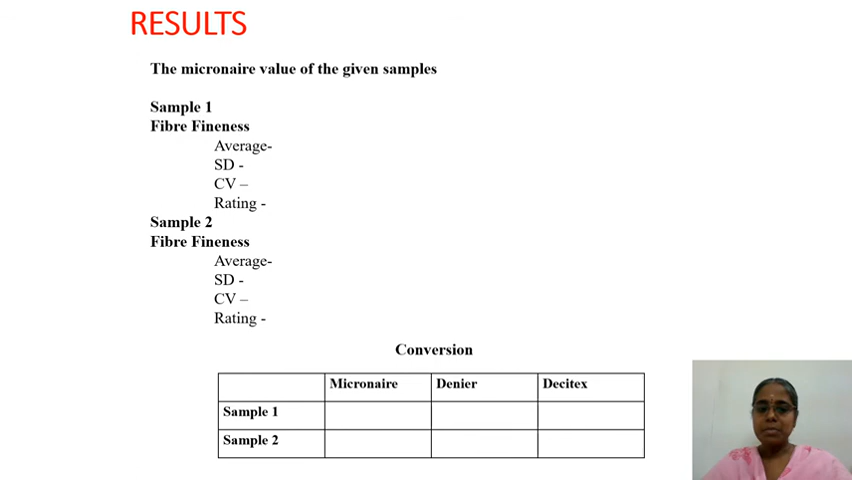 RESULTS
The micronaire value of the given samples
Sample 1
Fibre Fineness
Average-
SD -
CV –
Rating -
Sample 2
Fibre Fineness
Average-
SD -
CV –
Rating -
Conversion
Micronaire Denier Decitex
Sample 1
Sample 2